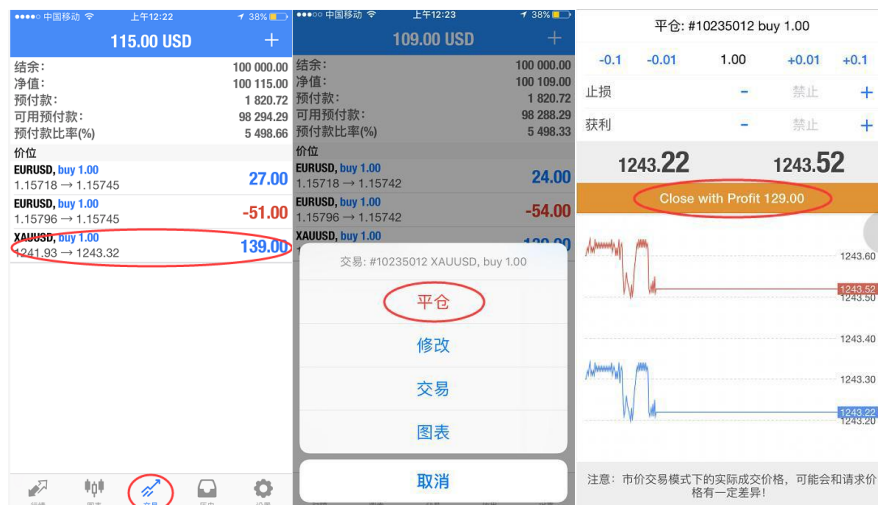 中国移动 上午12:22 38%
115.00 USD +
结余: 100 000.00
净值: 100 115.00
预付款: 1 820.72
可用预付款: 98 294.29
预付款比率(%) 5 498.66
价位
EURUSD, buy 1.00
1.15718 → 1.15745 27.00
EURUSD, buy 1.00
1.15796 → 1.15745 -51.00
XAUUSD, buy 1.00
1241.93 → 1243.32 139.00
交易
中国移动 上午12:23 38%
109.00 USD +
结余: 100 000.00
净值: 100 109.00
预付款: 1 820.72
可用预付款: 98 288.29
预付款比率(%) 5 498.33
价位
EURUSD, buy 1.00
1.15718 → 1.15742 24.00
EURUSD, buy 1.00
1.15796 → 1.15742 -54.00
XAUUSD, buy 1.00
交易: #10235012 XAUUSD, buy 1.00
平仓
修改
交易
图表
取消
平仓: #10235012 buy 1.00
-0.1 -0.01 1.00 +0.01 +0.1
止损 - 禁止 +
获利 - 禁止 +
1243.22 1243.52
Close with Profit 129.00
1243.60
1243.52
1243.50
1243.40
1243.30
1243.22
1243.20
注意: 市价交易模式下的实际成交价格, 可能会和请求价
格有一定差异!